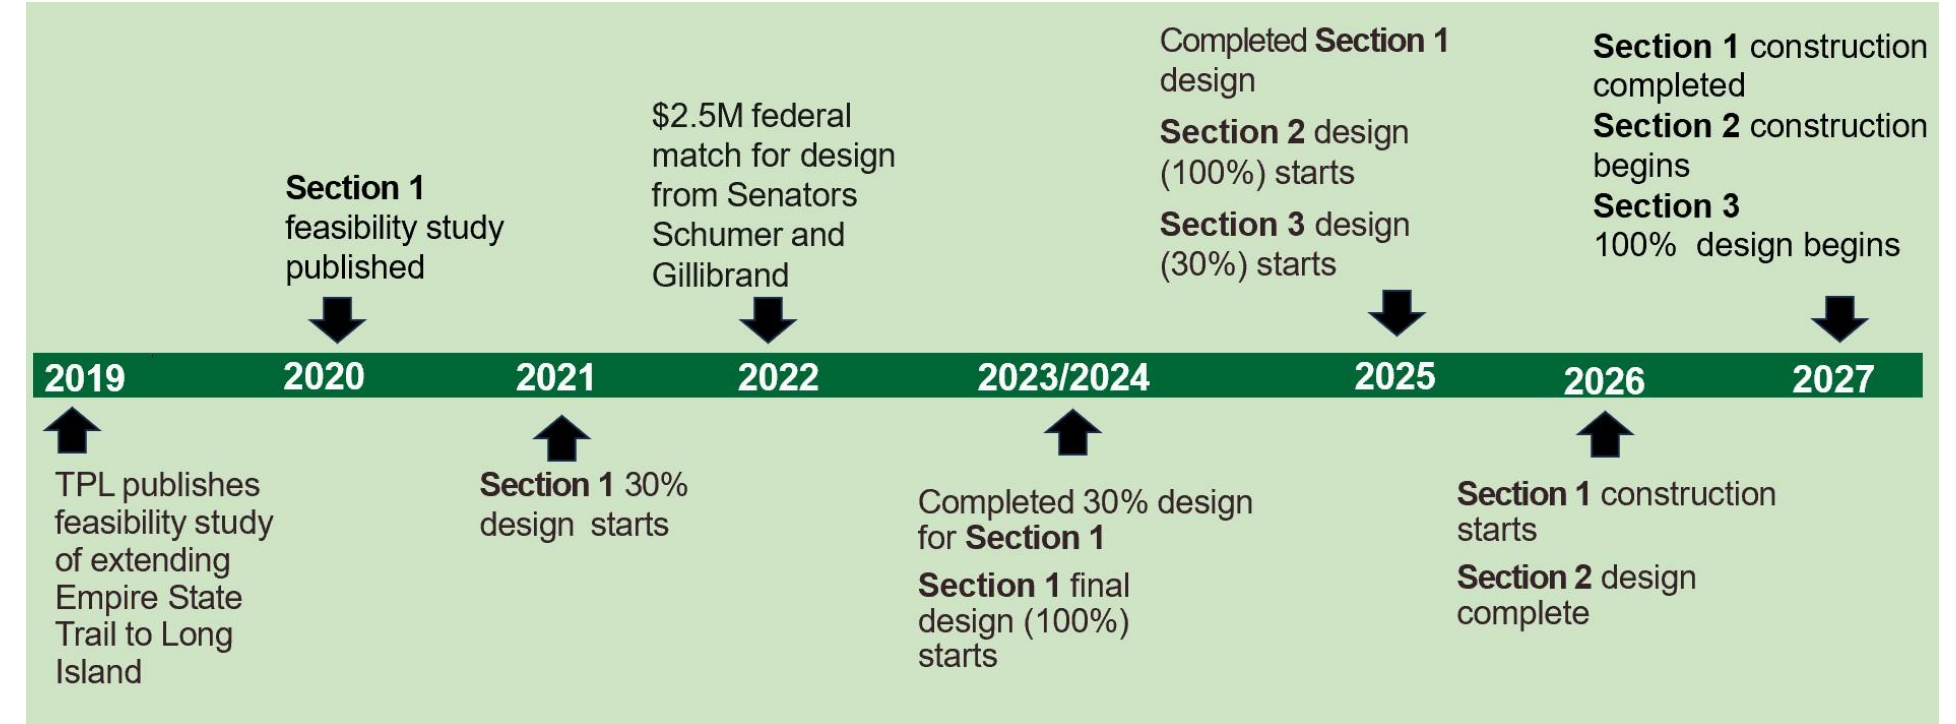 Completed Section 1
design
Section 2 design
(100%) starts
Section 3 design
(30%) starts
Section 1 construction
completed
Section 2 construction
begins
Section 3
100% design begins
$2.5M federal
match for design
from Senators
Schumer and
Gillibrand
Section 1
feasibility study
published
2019 2020 2021 2022 2023/2024 2025 2026 2027
TPL publishes
feasibility study
of extending
Empire State
Trail to Long
Island
Section 1 30%
design starts
Completed 30% design
for Section 1
Section 1 final
design (100%)
starts
Section 1 construction
starts
Section 2 design
complete